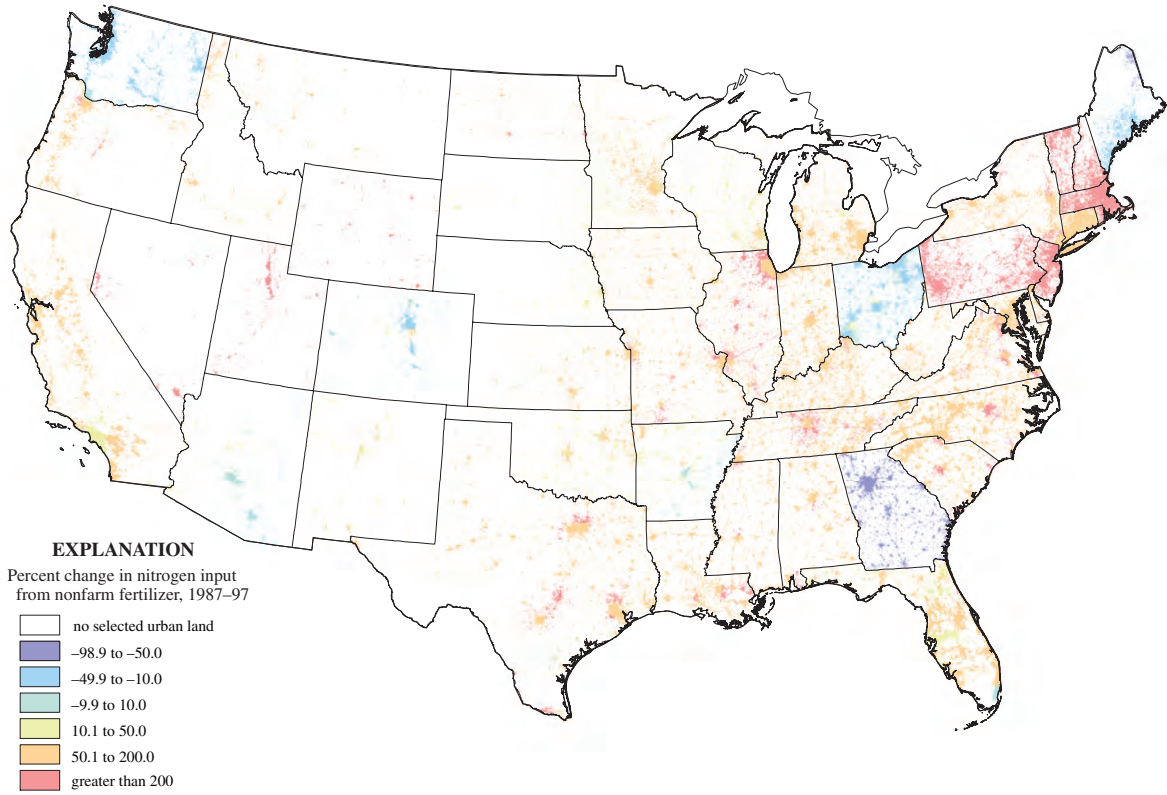 EXPLANATION
Percent change in nitrogen input
from nonfarm fertilizer, 1987–97
no selected urban land
–98.9 to –50.0
–49.9 to –10.0
–9.9 to 10.0
10.1 to 50.0
50.1 to 200.0
greater than 200